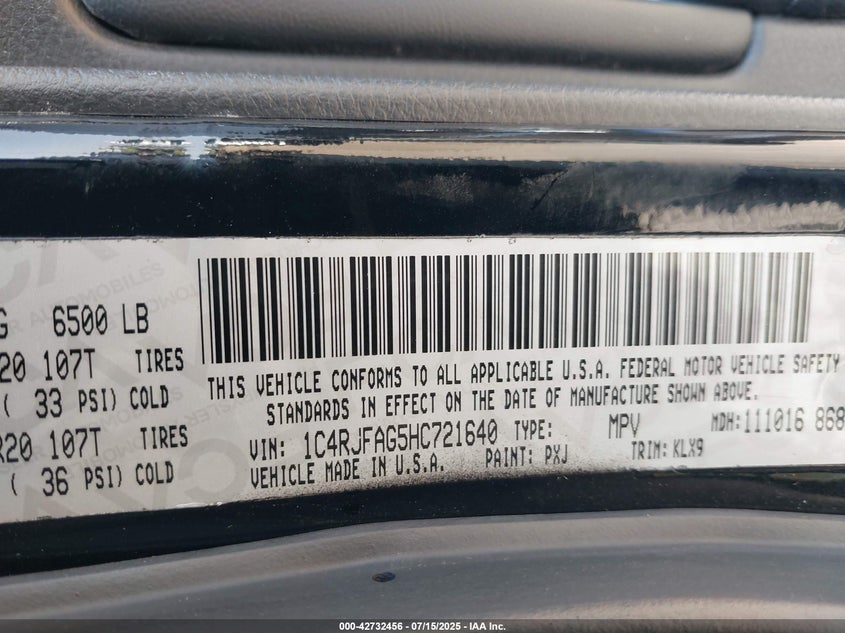 G 6500 LB
20 107T TIRES
( 33 PSI) COLD
R20 107T TIRES
( 36 PSI) COLD
THIS VEHICLE CONFORMS TO ALL APPLICABLE U.S.A. FEDERAL MOTOR VEHICLE SAFETY
STANDARDS IN EFFECT ON THE DATE OF MANUFACTURE SHOWN ABOVE.
VIN: 1C4RJFAG5HC721640 TYPE: MPV MDH:111016 868
VEHICLE MADE IN U.S.A. PAINT: PXJ TRIM: KLX9
000-42732456 - 07/15/2025 - IAA Inc.